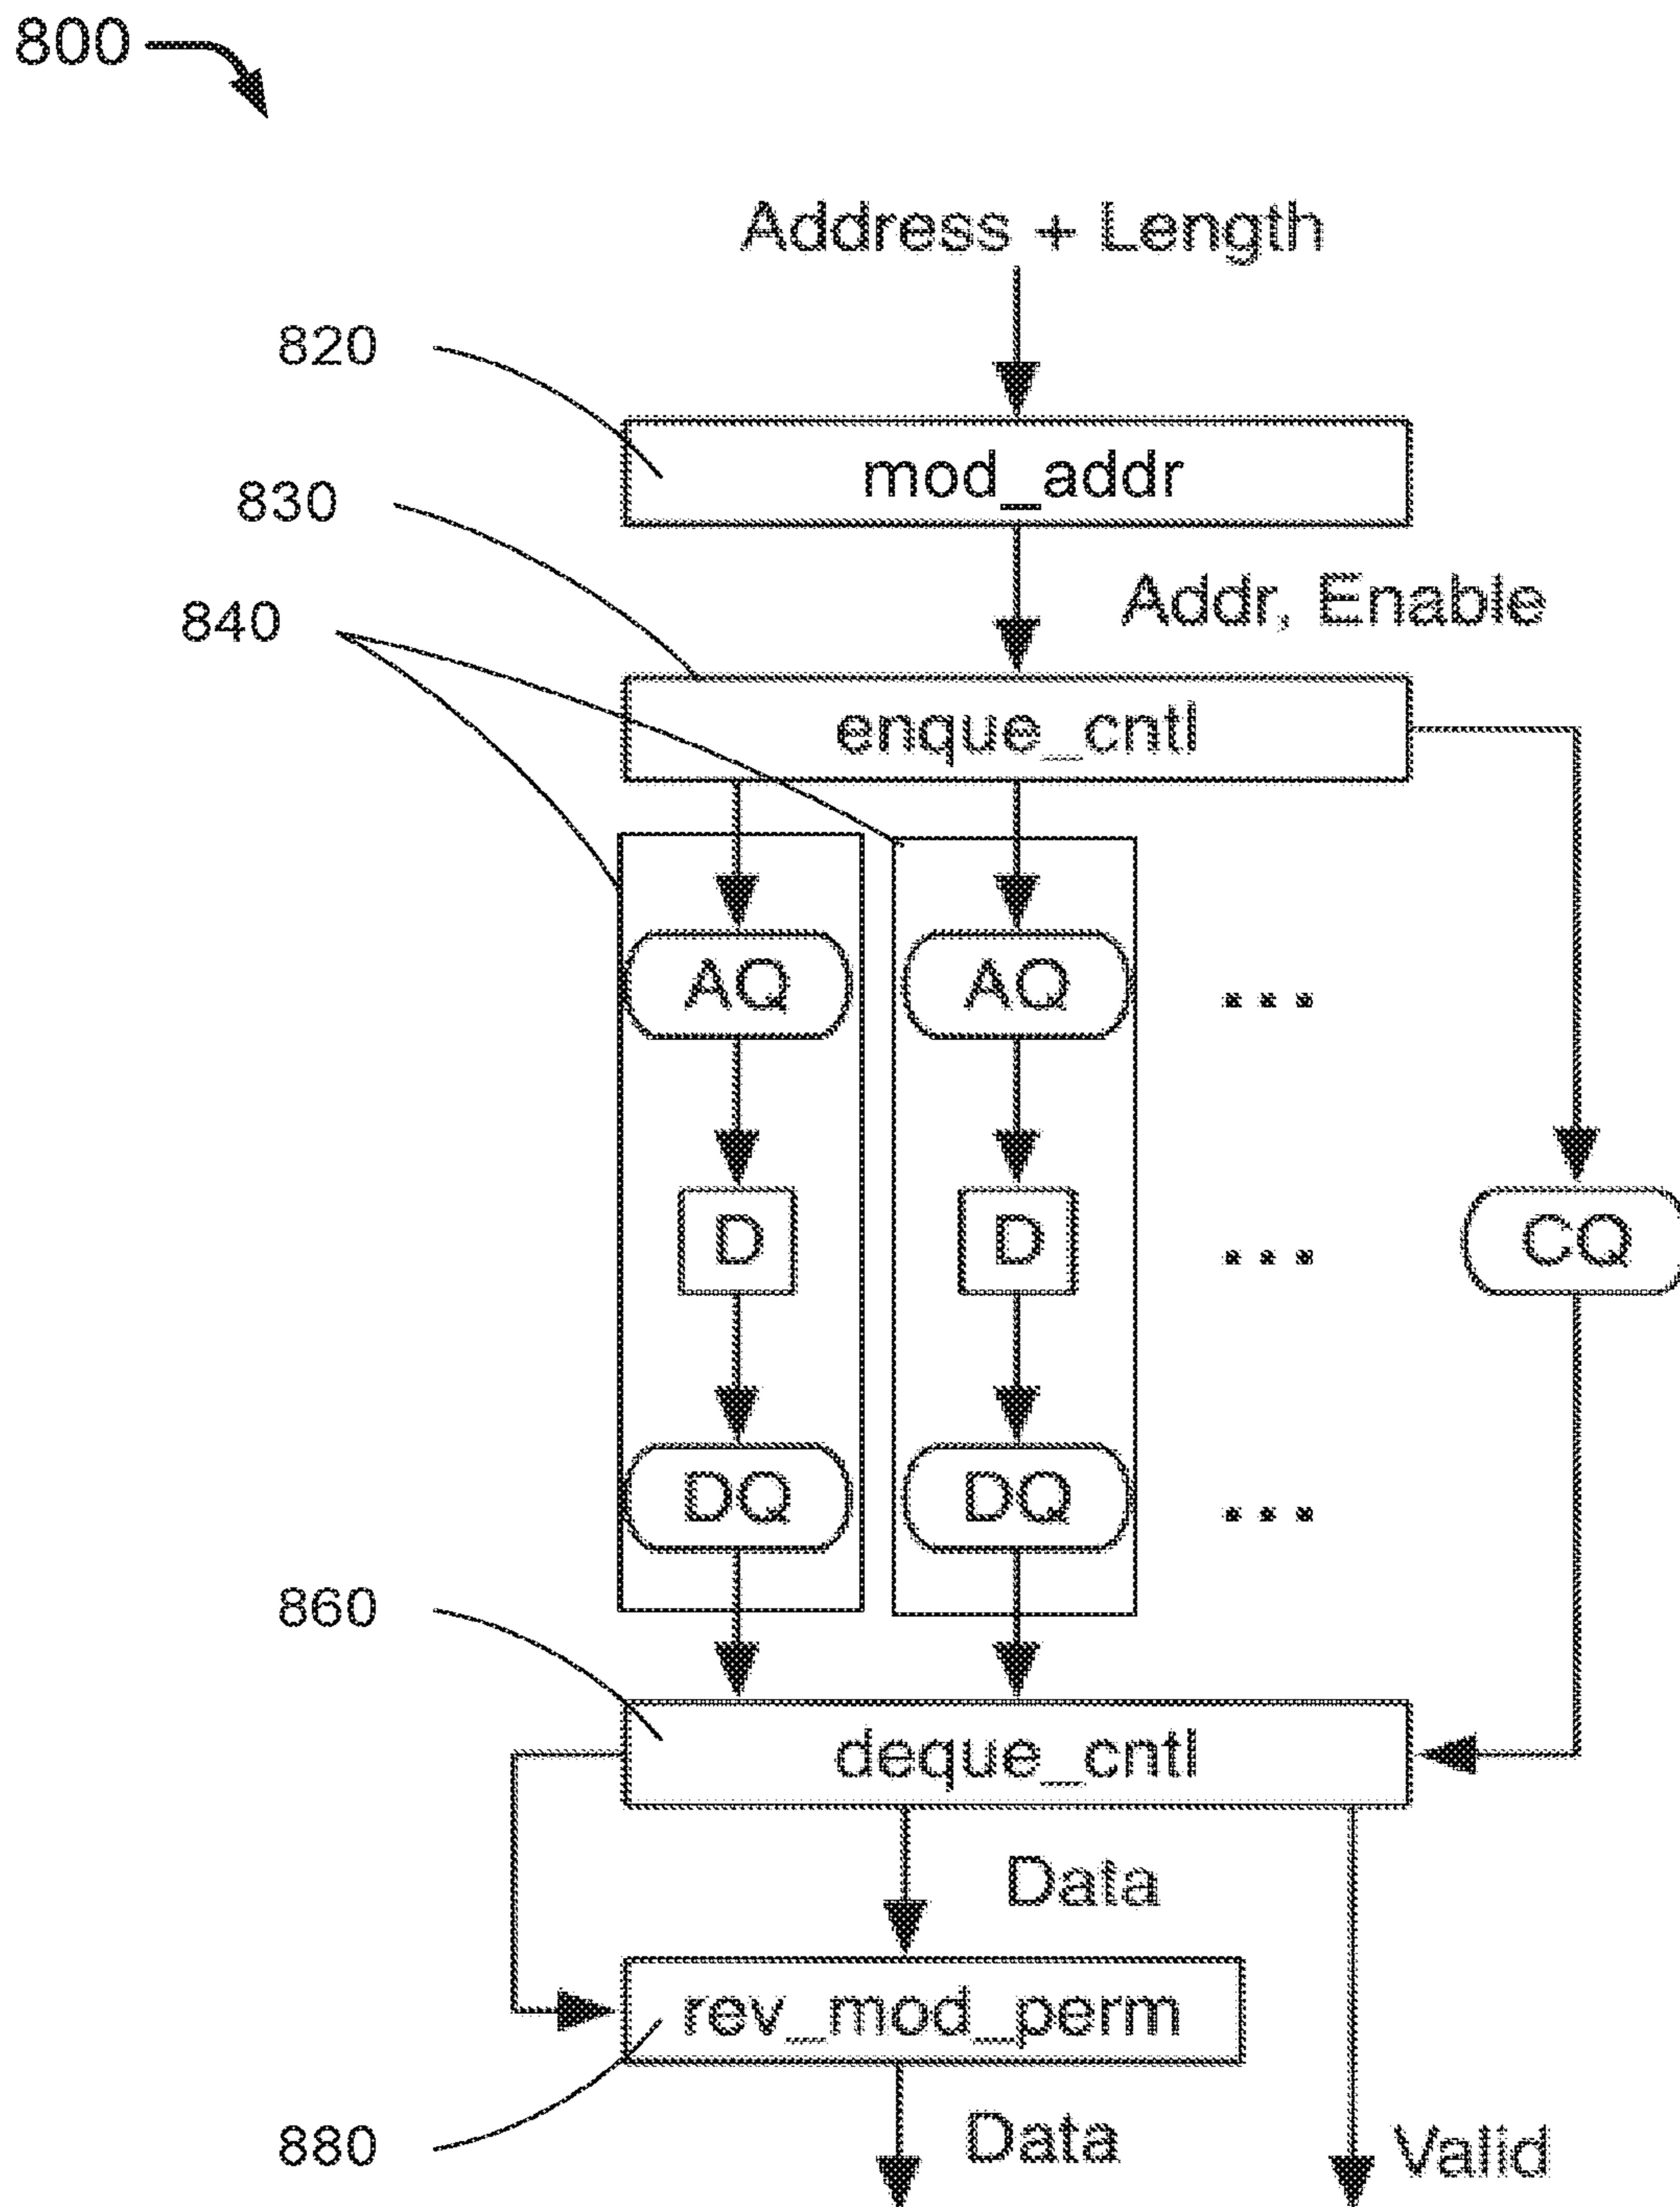 800
Address + Length
820
mod_addr
830
Addr, Enable
840
enque_cntl
AQ AQ ...
D D ... CQ
DQ DQ ...
860
deque_cntl
Data
rev_mod_perm
880
Data Valid